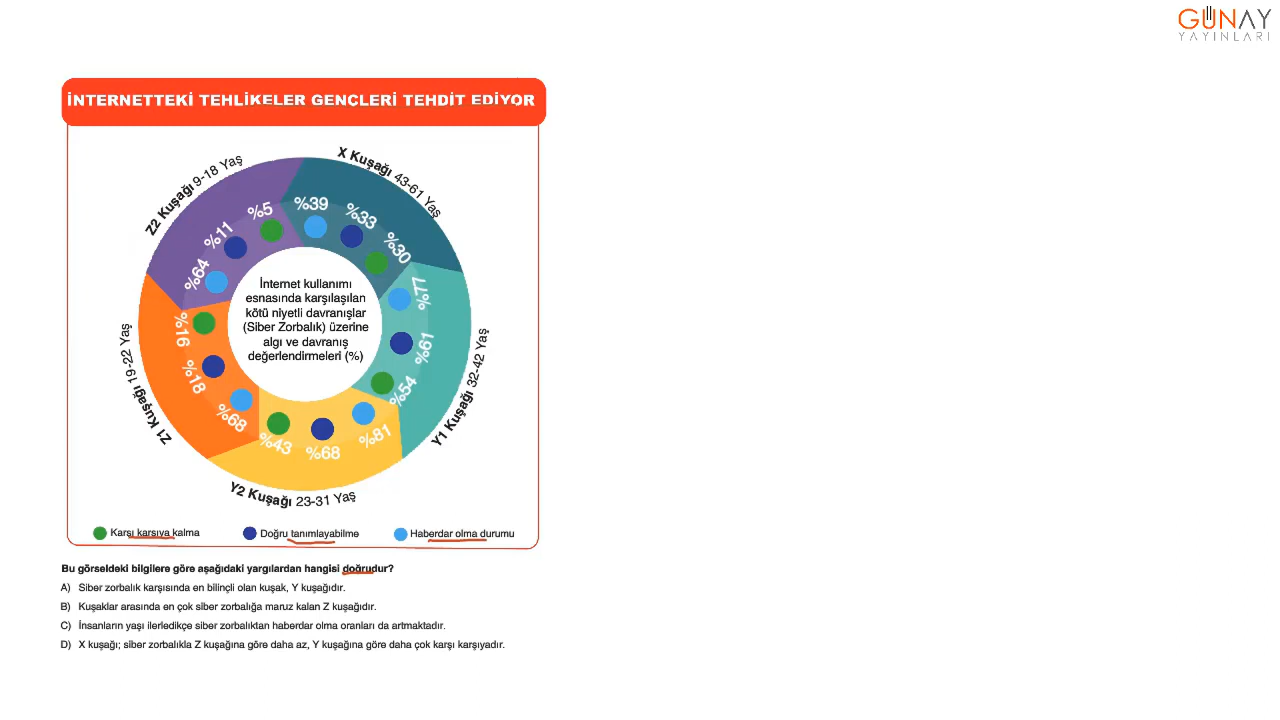 GÜNAY
YAYINLARI
İNTERNETTEKİ TEHLİKELER GENÇLERİ TEHDİT EDİYOR
X Kuşağı 43-61 Yaş
%39
%33
%30
Y1 Kuşağı 32-42 Yaş
%77
%61
%54
Y2 Kuşağı 23-31 Yaş
%81
%68
%43
Z1 Kuşağı 19-22 Yaş
%68
%18
%16
Z2 Kuşağı 9-18 Yaş
%64
%11
%5
İnternet kullanımı
esnasında karşılaşılan
kötü niyetli davranışlar
(Siber Zorbalık) üzerine
algı ve davranış
değerlendirmeleri (%)
Karşı karşıya kalma
Doğru tanımlayabilme
Haberdar olma durumu
Bu görseldeki bilgilere göre aşağıdaki yargılardan hangisi doğrudur?
A) Siber zorbalık karşısında en bilinçli olan kuşak, Y kuşağıdır.
B) Kuşaklar arasında en çok siber zorbalığa maruz kalan Z kuşağıdır.
C) İnsanların yaşı ilerledikçe siber zorbalıktan haberdar olma oranları da artmaktadır.
D) X kuşağı; siber zorbalıkla Z kuşağına göre daha az, Y kuşağına göre daha çok karşı karşıyadır.